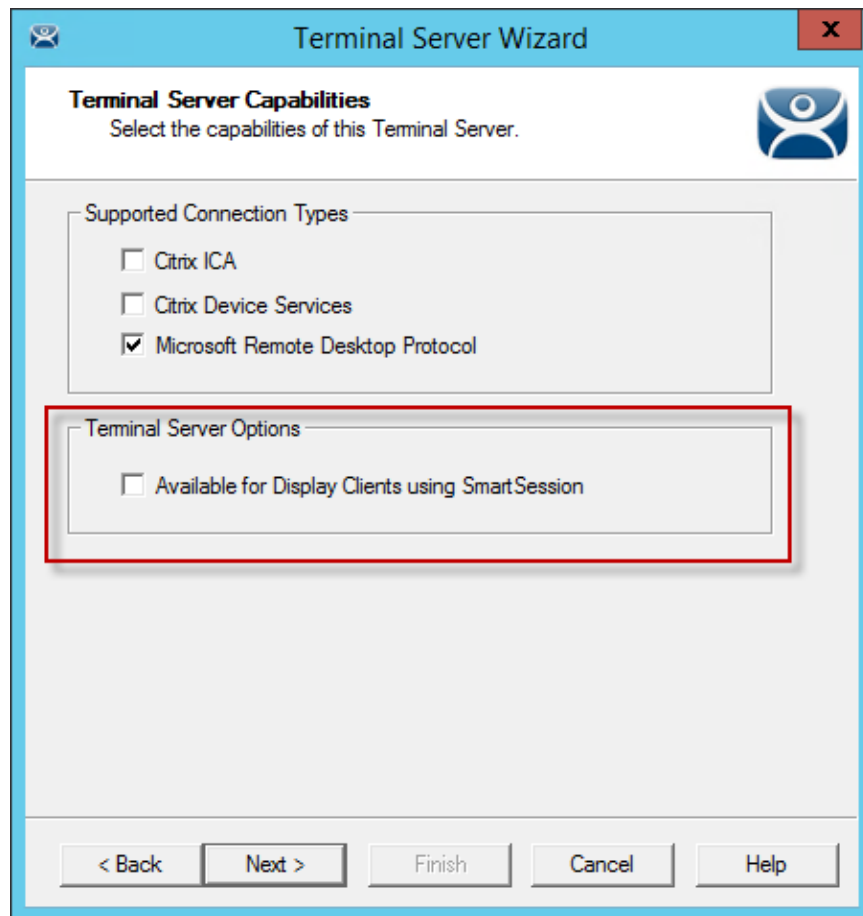 Terminal Server Wizard
x
Terminal Server Capabilities
Select the capabilities of this Terminal Server.
Supported Connection Types
Citrix ICA
Citrix Device Services
Microsoft Remote Desktop Protocol
Terminal Server Options
Available for Display Clients using SmartSession
< Back Next > Finish Cancel Help